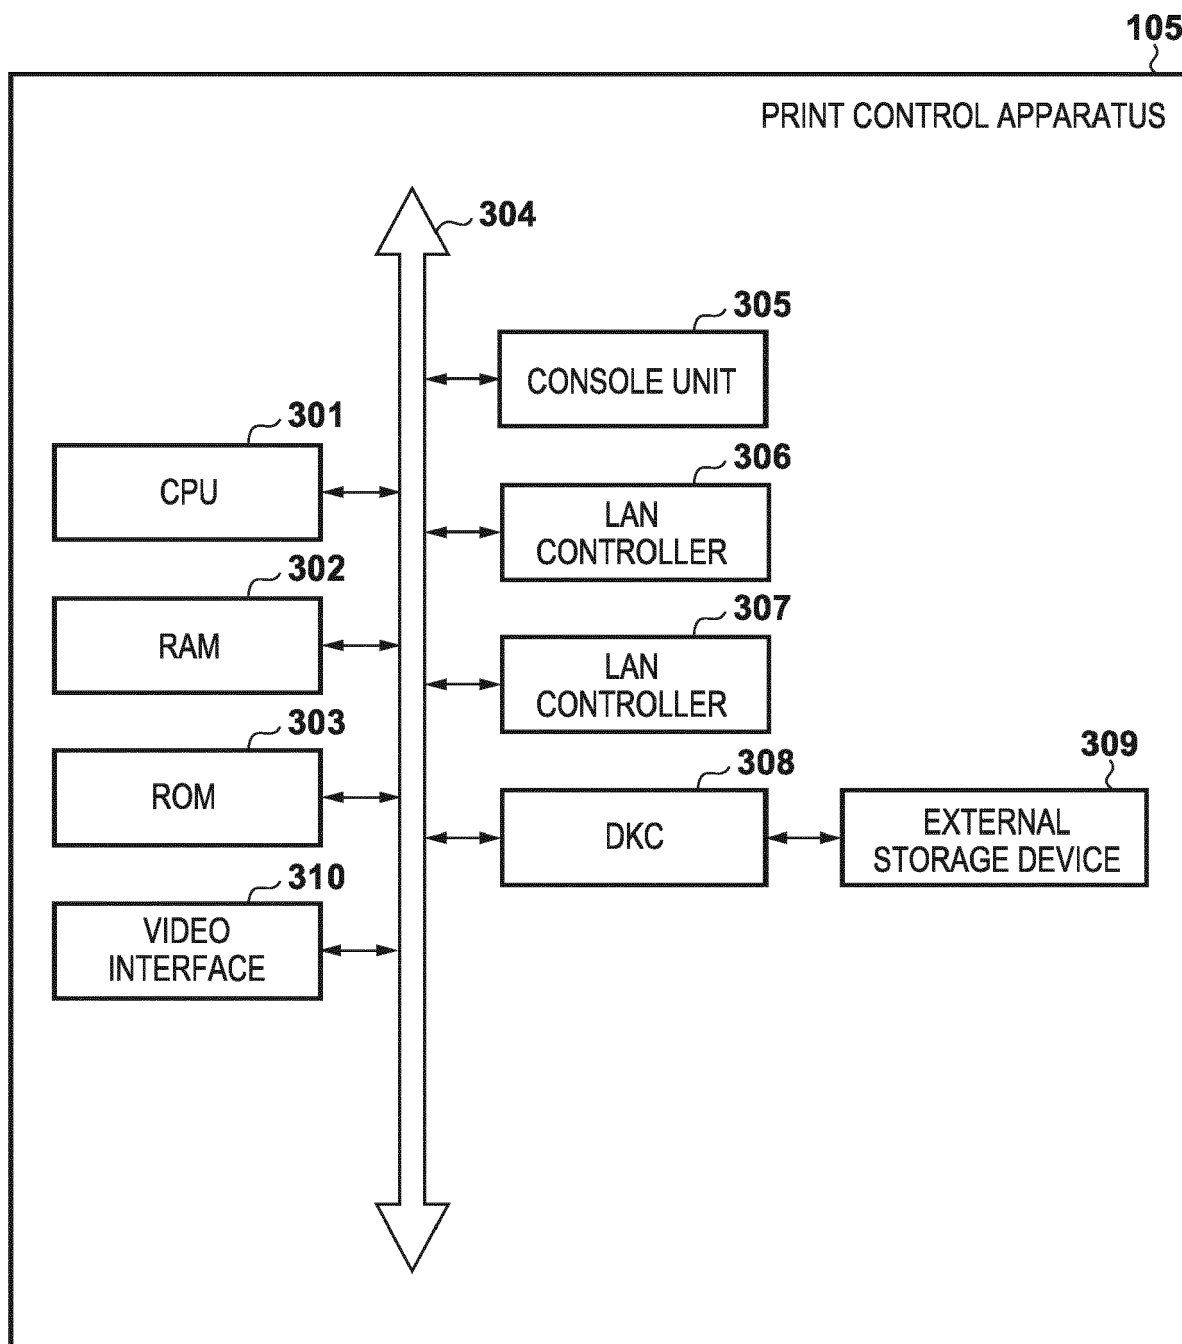 105
PRINT CONTROL APPARATUS
304
305
CONSOLE UNIT
301
CPU
306
LAN
CONTROLLER
302
RAM
307
LAN
CONTROLLER
303
ROM
308
DKC
309
EXTERNAL
STORAGE DEVICE
310
VIDEO
INTERFACE